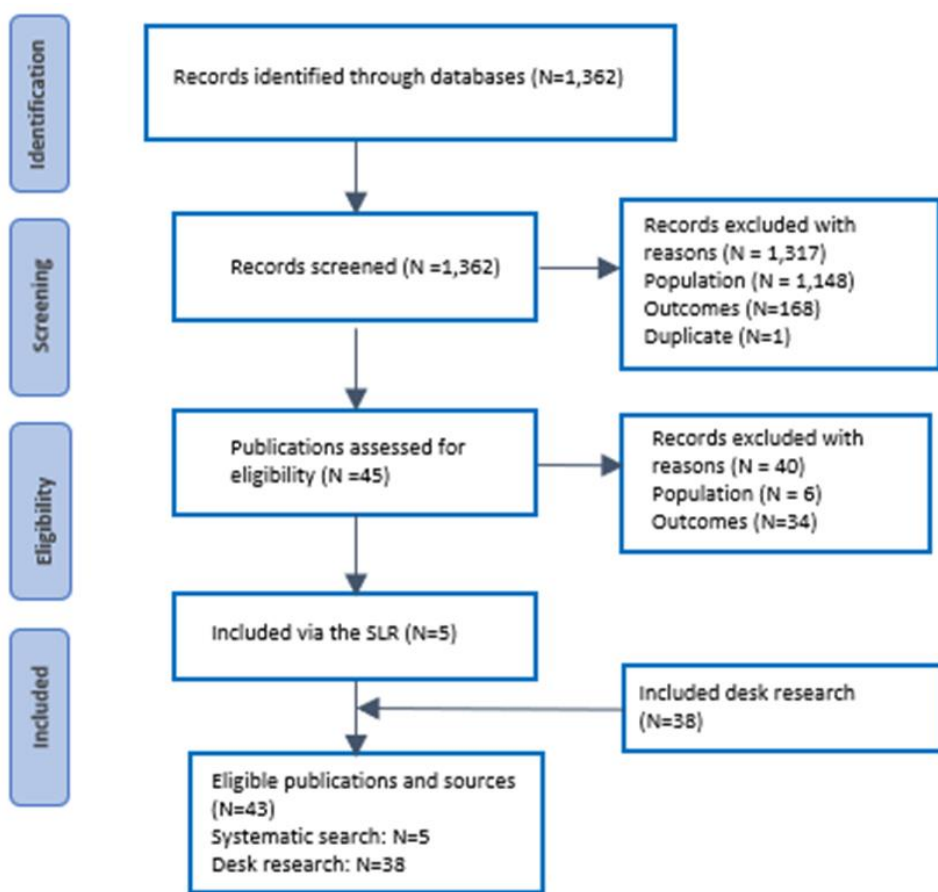 Identification
Records identified through databases (N=1,362)
Screening
Records screened (N =1,362)
Records excluded with
reasons (N = 1,317)
Population (N = 1,148)
Outcomes (N=168)
Duplicate (N=1)
Eligibility
Publications assessed for
eligibility (N =45)
Records excluded with
reasons (N = 40)
Population (N = 6)
Outcomes (N=34)
Included
Included via the SLR (N=5)
Included desk research
(N=38)
Eligible publications and sources
(N=43)
Systematic search: N=5
Desk research: N=38